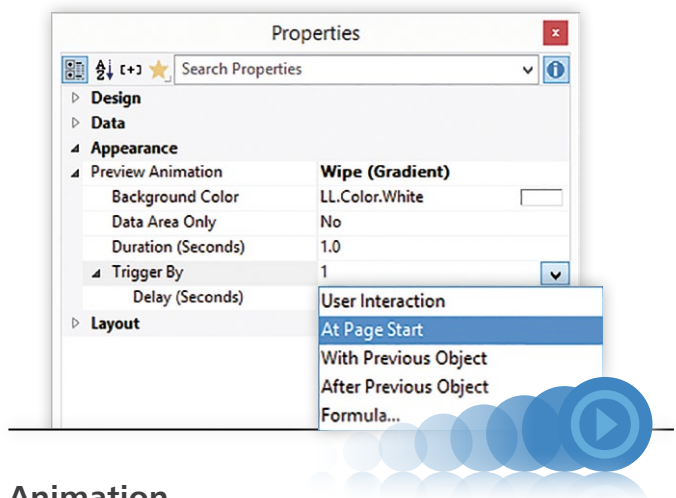 Properties
x
[+] Search Properties
Design
Data
Appearance
Preview Animation Wipe (Gradient)
Background Color LL.Color.White
Data Area Only No
Duration (Seconds) 1.0
Trigger By 1
Delay (Seconds)
User Interaction
At Page Start
With Previous Object
After Previous Object
Formula...
Layout
Animation